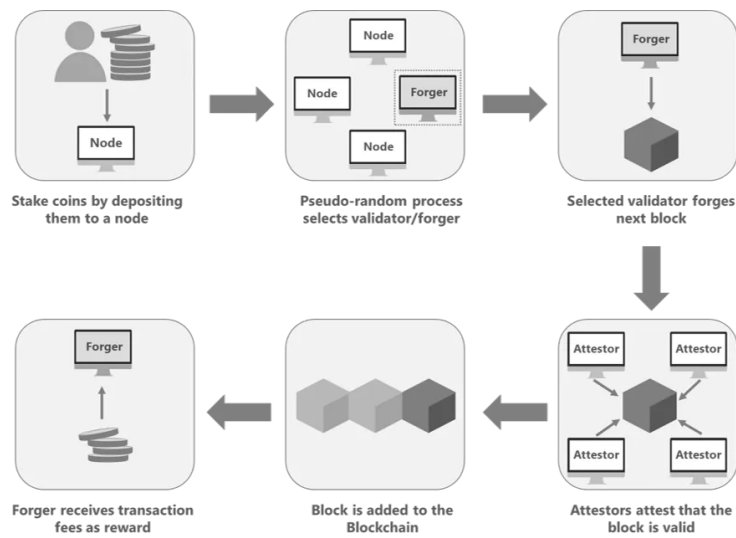 Node
Stake coins by depositing
them to a node
Node
Node
Forger
Node
Pseudo-random process
selects validator/forger
Forger
Selected validator forges
next block
Forger
Forger receives transaction
fees as reward
Block is added to the
Blockchain
Attestor
Attestor
Attestor
Attestor
Attestors attest that the
block is valid